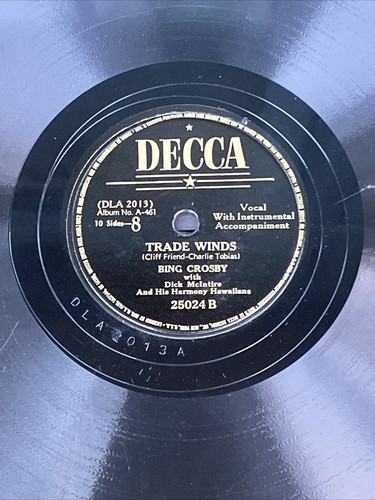 DECCA
(DLA 2013)
Album No. A-461
10 Sides—8
Vocal
With Instrumental
Accompaniment
TRADE WINDS
(Cliff Friend-Charlie Tobias)
BING CROSBY
with
Dick McIntire
And His Harmony Hawaiians
25024 B
DLA 2013A